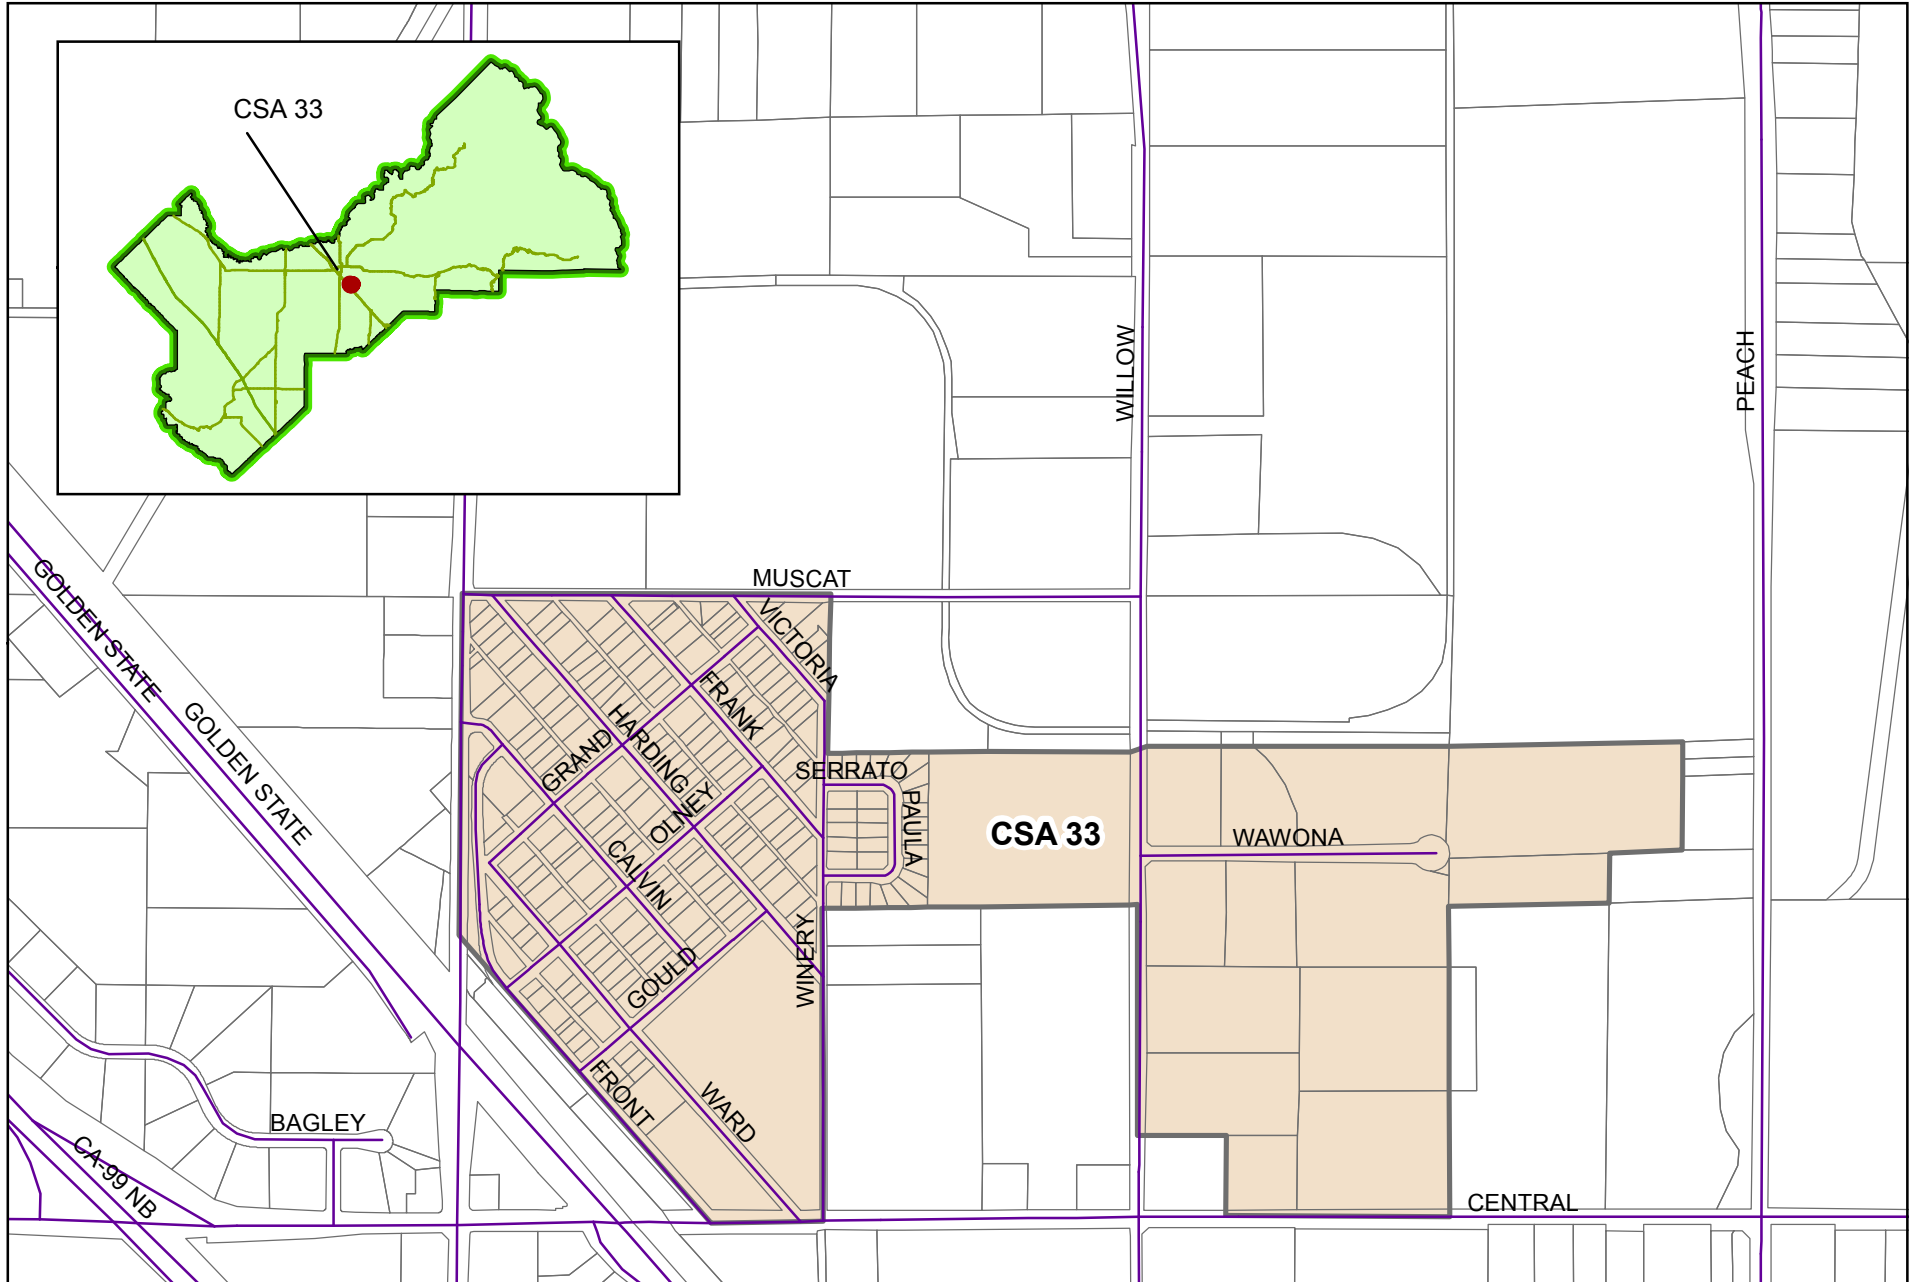 CSA 33
WILLOW
PEACH
MUSCAT
GOLDEN STATE
GOLDEN STATE
VICTORIA
FRANK
HARDING
GRAND
OLNEY
SERRATO
PAULA
CSA 33
WAWONA
CALVIN
WINERY
GOULD
FRONT
WARD
BAGLEY
CA-99 NB
CENTRAL